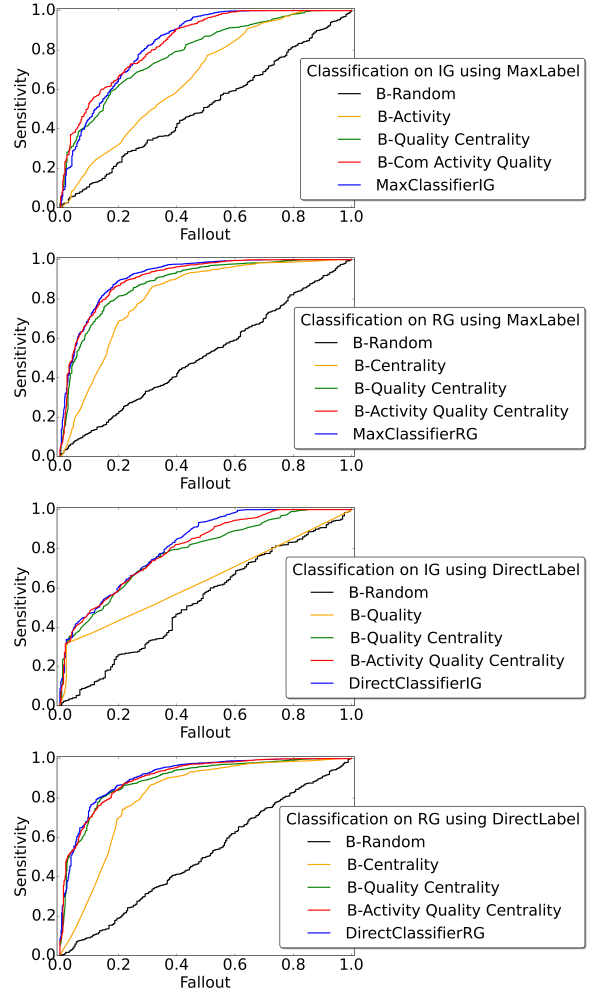 1.0
0.8
0.6
0.4
0.2
0.0
Sensitivity
0.0 0.2 0.4 0.6 0.8 1.0
Fallout
Classification on IG using MaxLabel
B-Random
B-Activity
B-Quality Centrality
B-Com Activity Quality
MaxClassifierIG
1.0
0.8
0.6
0.4
0.2
0.0
Sensitivity
0.0 0.2 0.4 0.6 0.8 1.0
Fallout
Classification on RG using MaxLabel
B-Random
B-Centrality
B-Quality Centrality
B-Activity Quality Centrality
MaxClassifierRG
1.0
0.8
0.6
0.4
0.2
0.0
Sensitivity
0.0 0.2 0.4 0.6 0.8 1.0
Fallout
Classification on IG using DirectLabel
B-Random
B-Quality
B-Quality Centrality
B-Activity Quality Centrality
DirectClassifierIG
1.0
0.8
0.6
0.4
0.2
0.0
Sensitivity
0.0 0.2 0.4 0.6 0.8 1.0
Fallout
Classification on RG using DirectLabel
B-Random
B-Centrality
B-Quality Centrality
B-Activity Quality Centrality
DirectClassifierRG